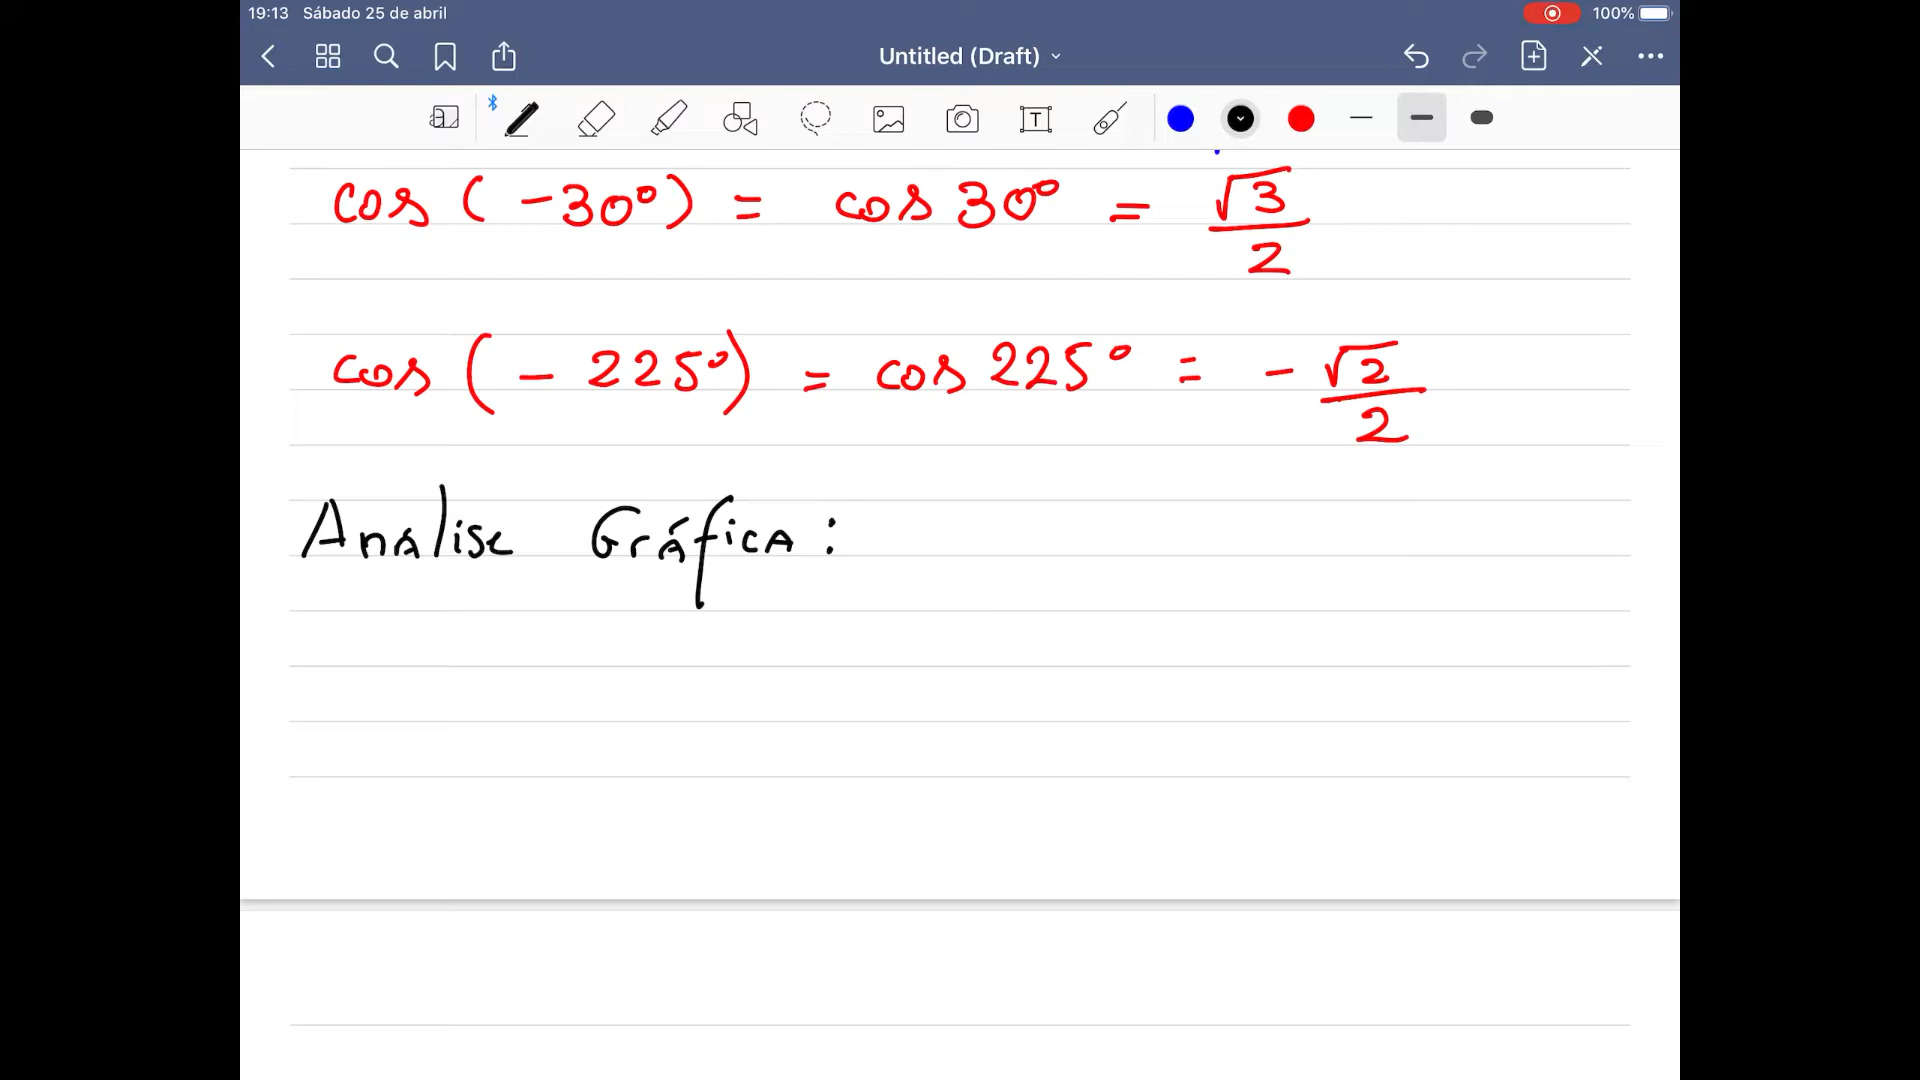 19:13 Sábado 25 de abril 100%
Untitled (Draft)
cos (-30°) = cos 30° = √3/2
cos (-225°) = cos 225° = -√2/2
Análise Gráfica: